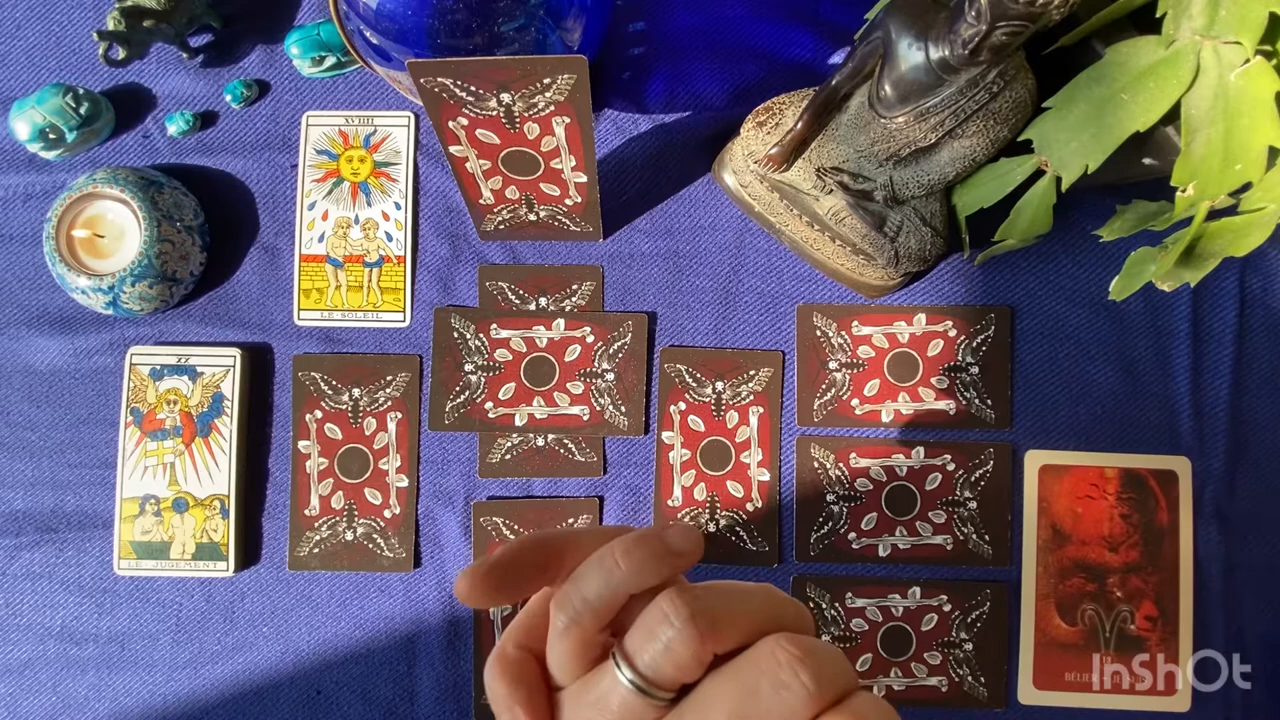 XVIIII
LE·SOLEIL
XX
LE·JUGEMENT
BÉLIER
InShOt